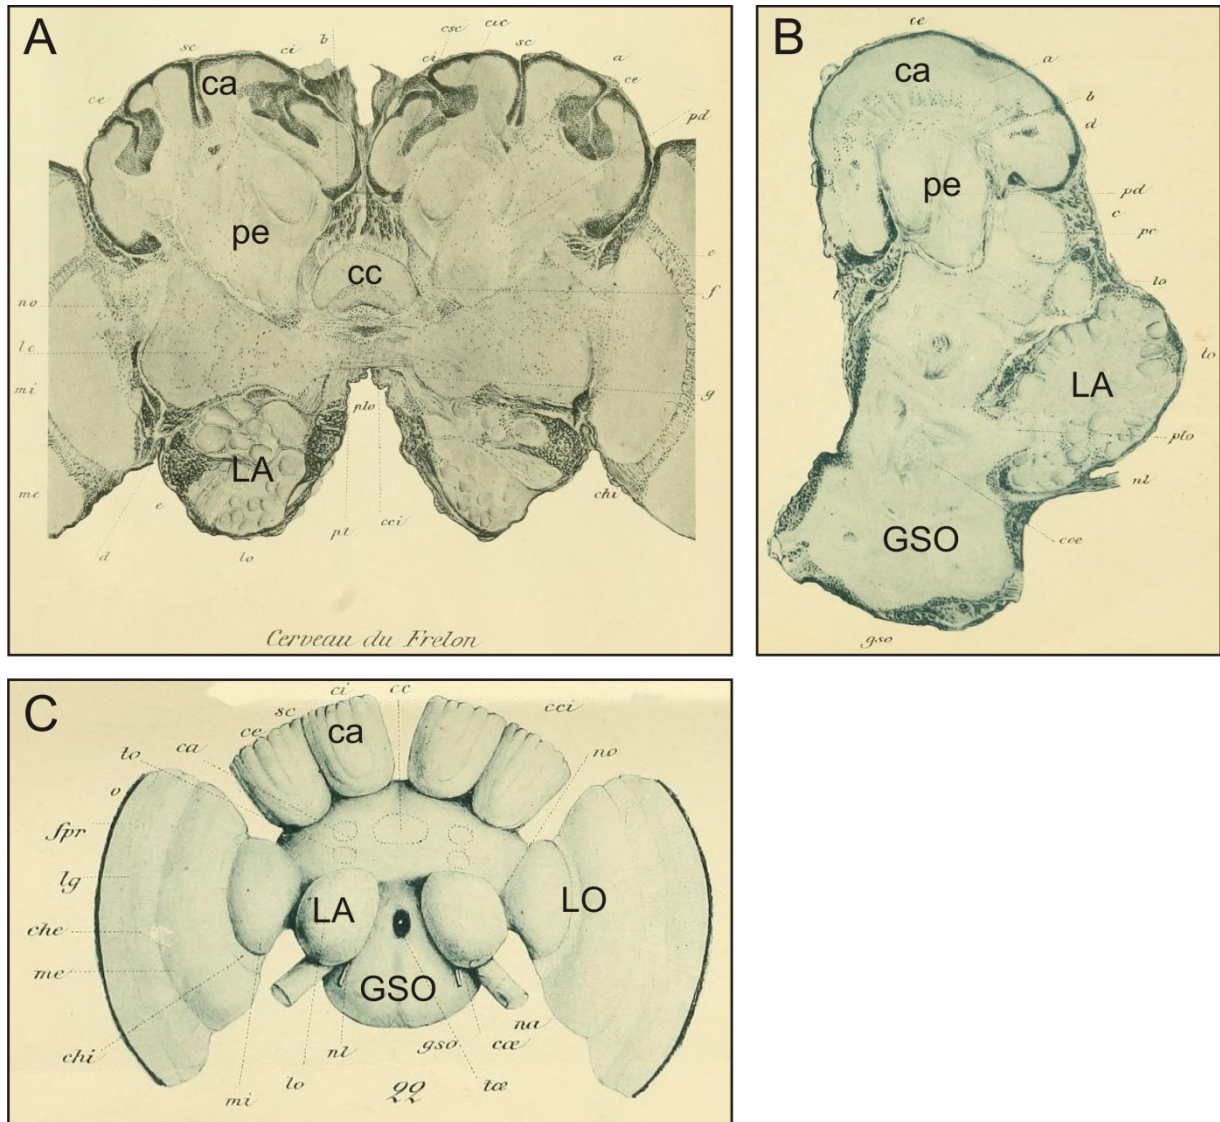 A
sc
ci
b
csc
cic
sc
ca
ci
a
ce
ce
pd
pe
cc
c
no
f
le
mi
g
plo
LA
me
e
chi
d
lo
pt
cci
Cerveau du Frelon
B
ce
ca
a
b
d
pe
pd
c
pc
lo
LA
lo
plo
nl
GSO
coe
gso
C
ci
cc
sc
cci
ce
ca
ca
to
no
o
fpr
lg
LA
LO
che
me
GSO
chi
nl
gso
cœ
na
mi
lo
22
tœ